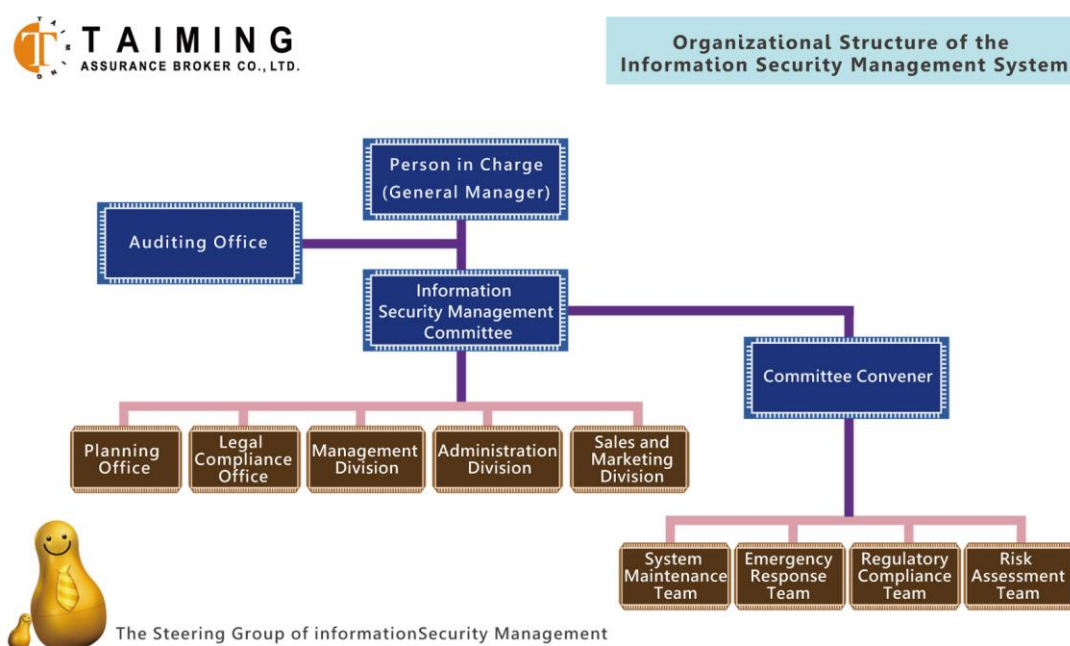 TAIMING
ASSURANCE BROKER CO., LTD.
T
TAIMING
Organizational Structure of the
Information Security Management System
Person in Charge
(General Manager)
Auditing Office
Information
Security Management
Committee
Committee Convener
Planning
Office
Legal
Compliance
Office
Management
Division
Administration
Division
Sales and
Marketing
Division
System
Maintenance
Team
Emergency
Response
Team
Regulatory
Compliance
Team
Risk
Assessment
Team
The Steering Group of informationSecurity Management